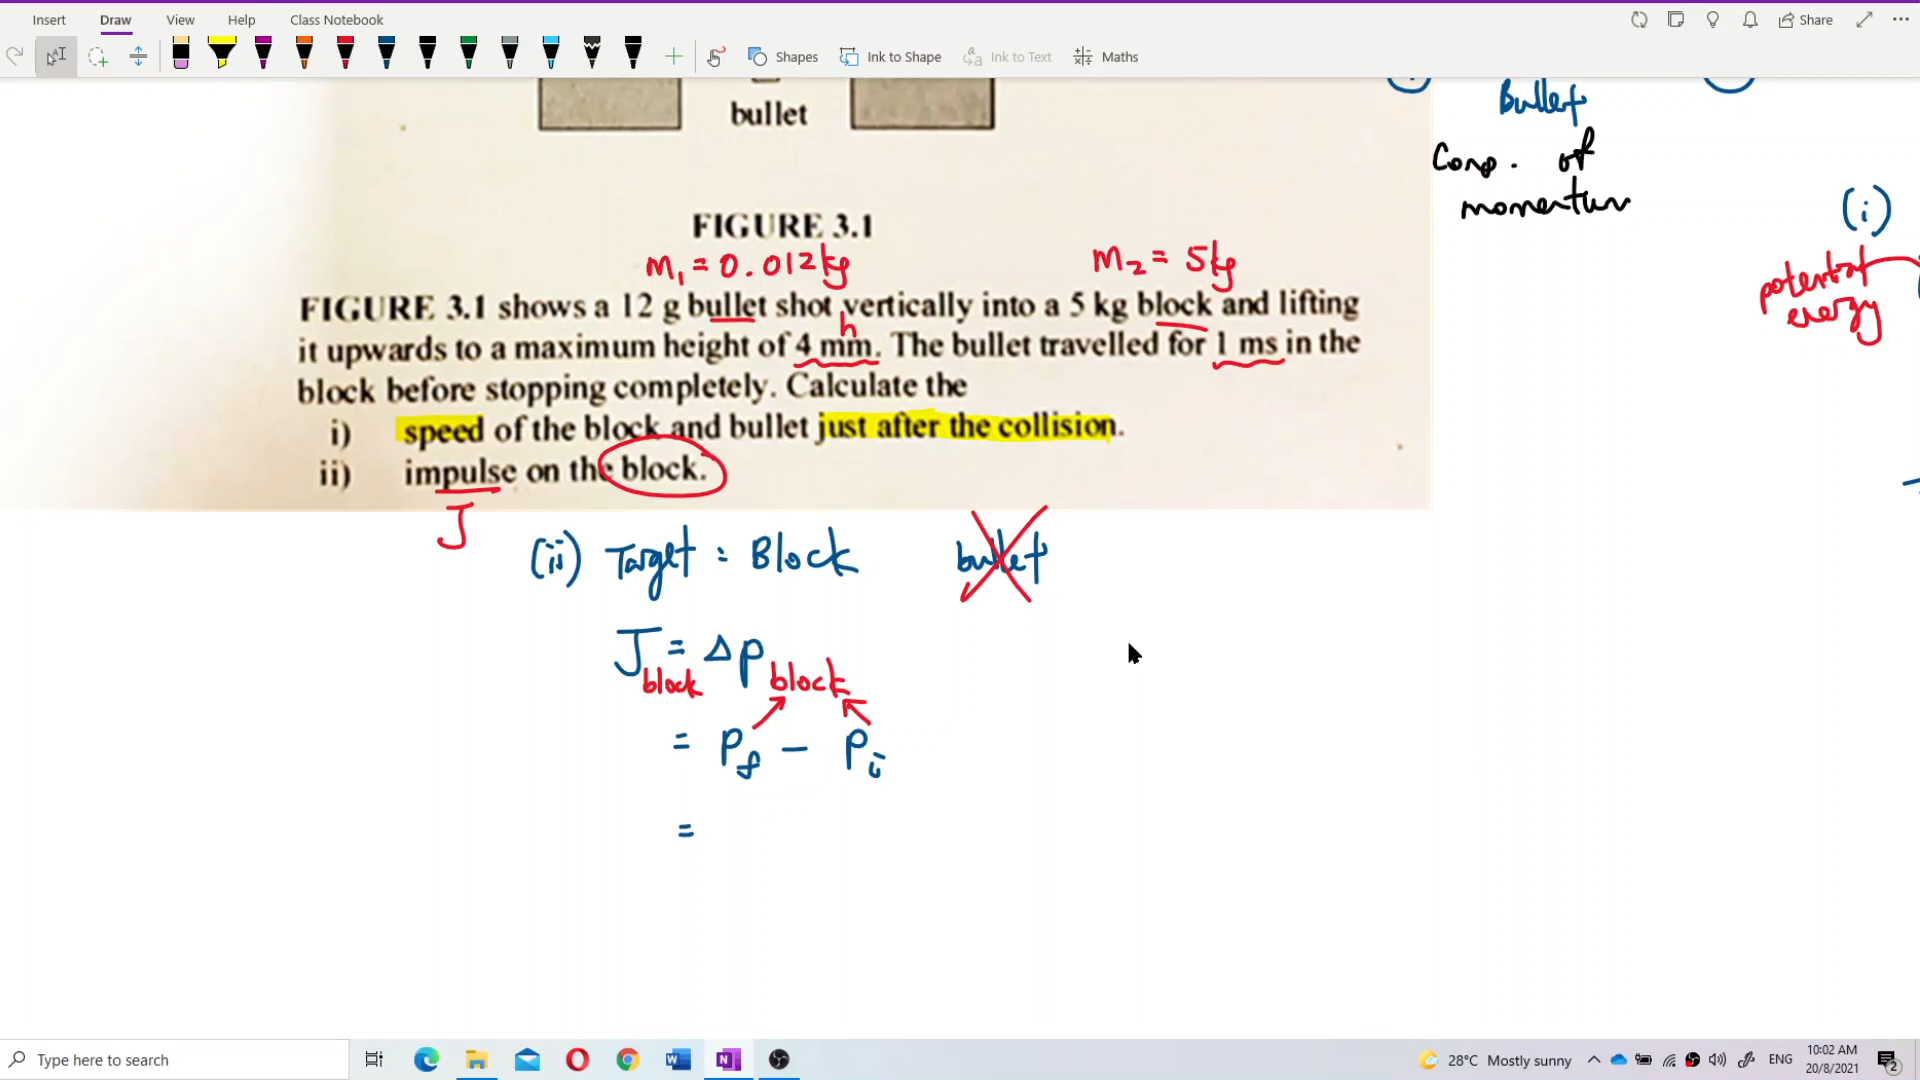 Insert Draw View Help Class Notebook Share
Shapes Ink to Shape Ink to Text Maths
bullet
Bullet
Consp. of
momentum
(i)
potential
energy
FIGURE 3.1
m₁ = 0.012kg m₂ = 5kg
FIGURE 3.1 shows a 12 g bullet shot vertically into a 5 kg block and lifting
h
it upwards to a maximum height of 4 mm. The bullet travelled for 1 ms in the
block before stopping completely. Calculate the
i) speed of the block and bullet just after the collision.
ii) impulse on the block.
J
(ii) Target : Block bullet
J block = Δp block
= Pf - Pi
=
Type here to search
28°C Mostly sunny ENG 10:02 AM
20/8/2021 2